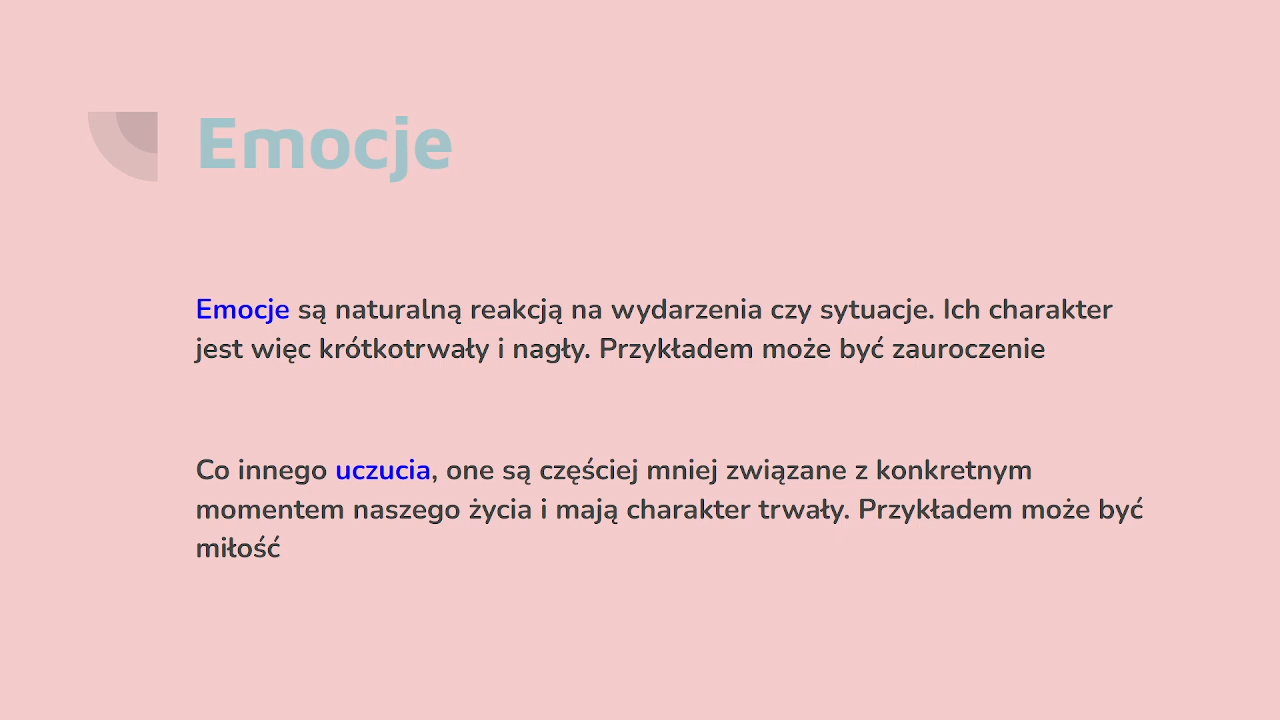 Emocje
Emocje są naturalną reakcją na wydarzenia czy sytuacje. Ich charakter
jest więc krótkotrwały i nagły. Przykładem może być zauroczenie
Co innego uczucia, one są częściej mniej związane z konkretnym
momentem naszego życia i mają charakter trwały. Przykładem może być
miłość